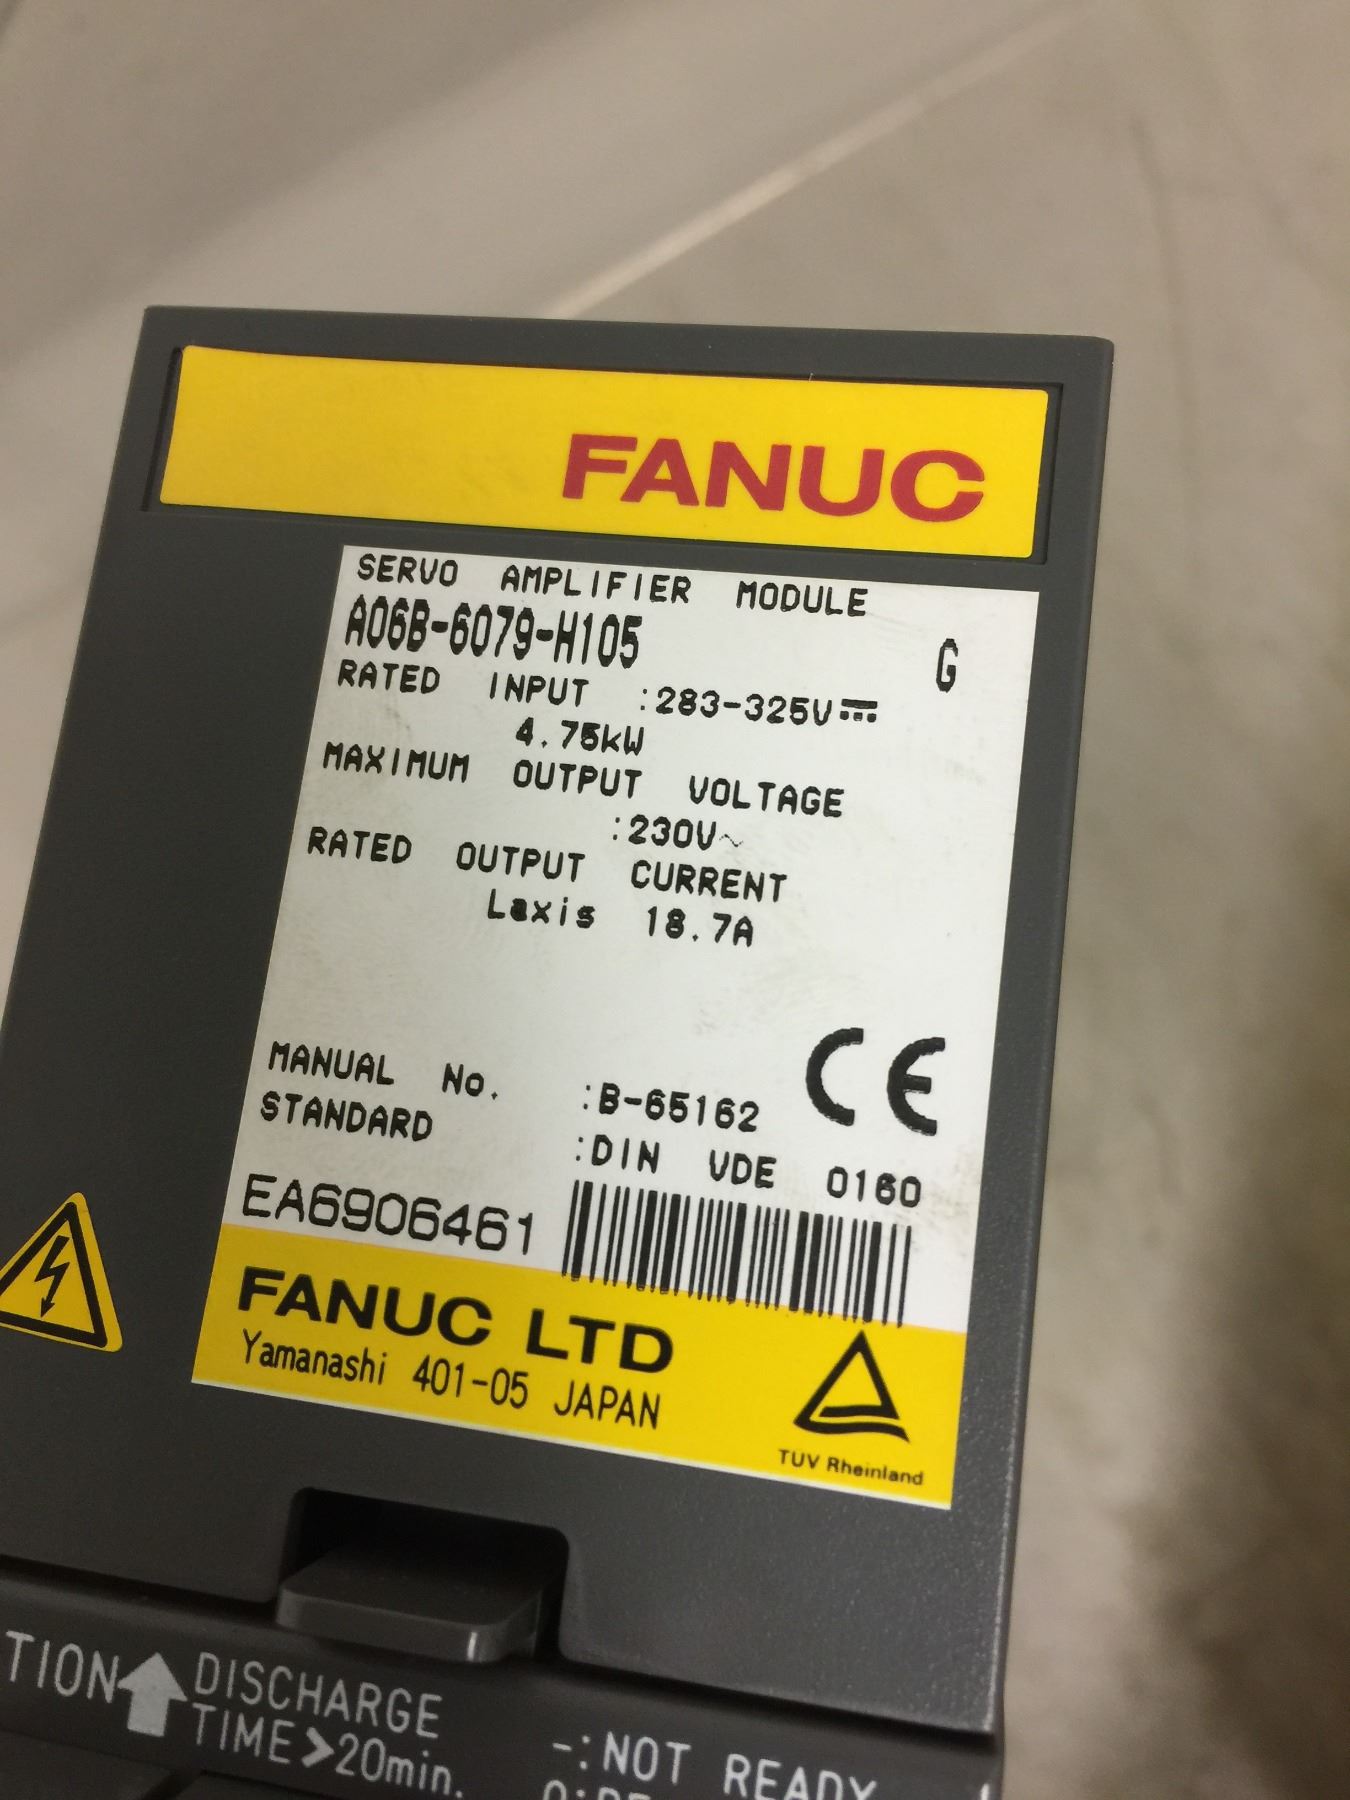 FANUC
SERVO AMPLIFIER MODULE
A06B-6079-H105 G
RATED INPUT :283-325V⎓
4.75kW
MAXIMUM OUTPUT VOLTAGE
:230V~
RATED OUTPUT CURRENT
Laxis 18.7A
MANUAL No. :B-65162
CE
STANDARD :DIN VDE 0160
EA6906461
FANUC LTD
Yamanashi 401-05 JAPAN
TUV Rheinland
TION DISCHARGE
TIME>20min.
-:NOT READY